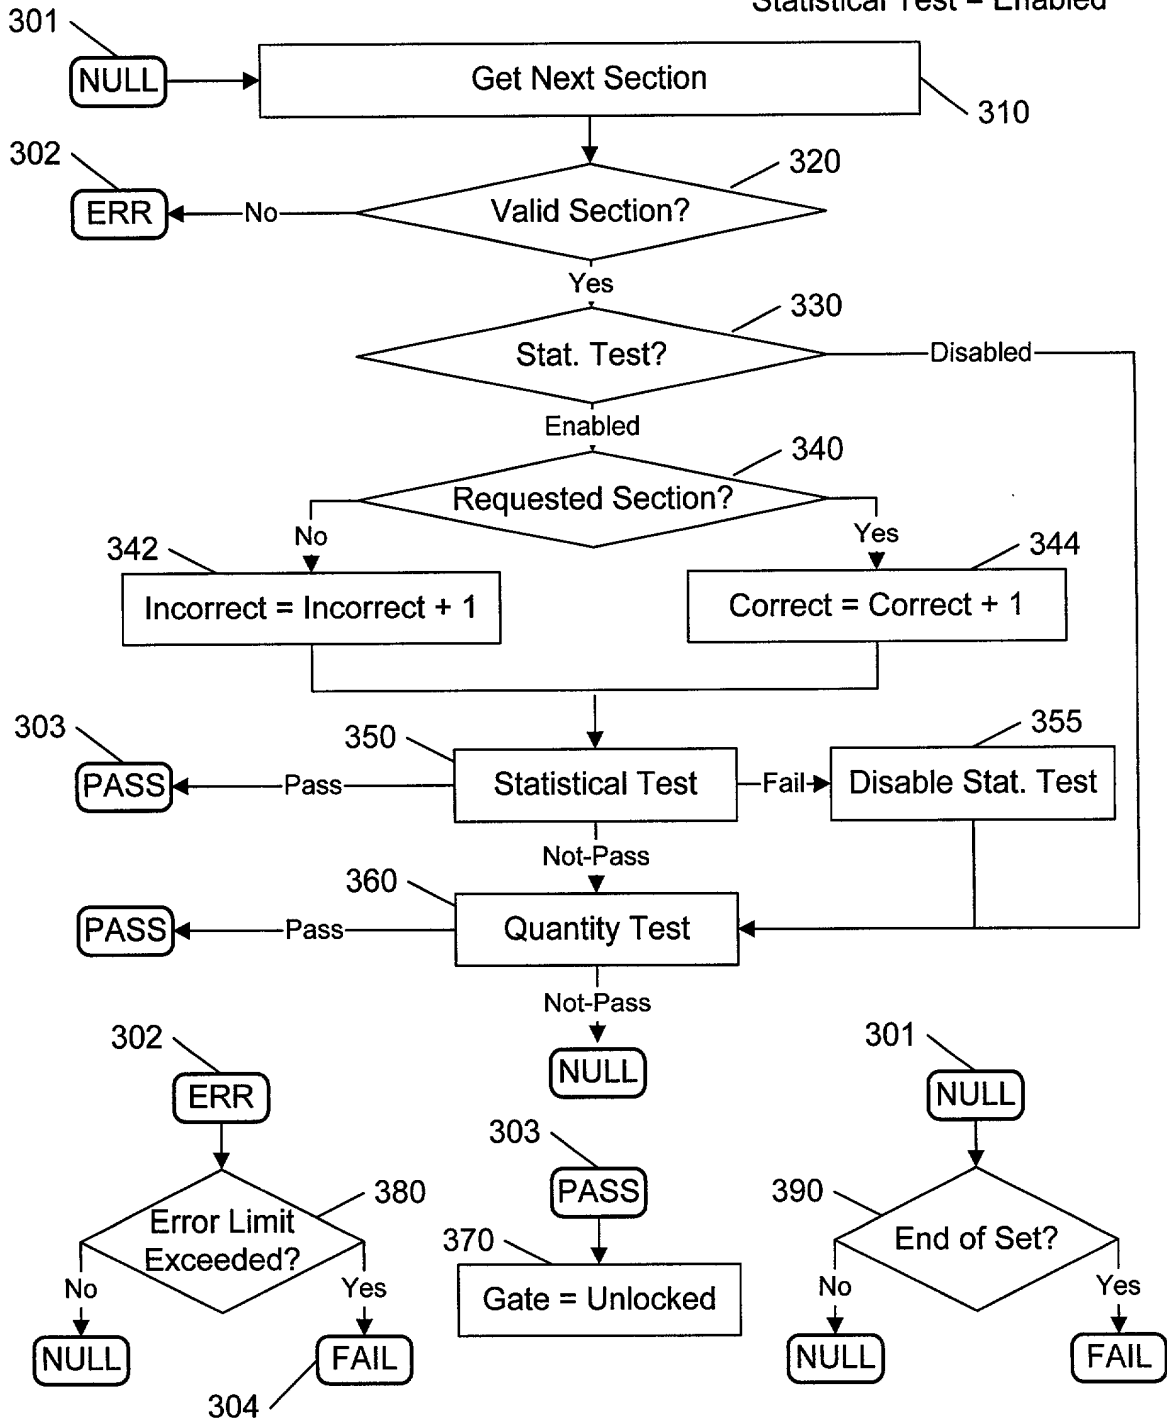 Statistical Test = Enabled
301
NULL
Get Next Section
310
302
320
ERR
No
Valid Section?
Yes
330
Stat. Test?
Disabled
Enabled
340
Requested Section?
No
Yes
342
344
Incorrect = Incorrect + 1
Correct = Correct + 1
303
350
355
PASS
Pass
Statistical Test
Fail
Disable Stat. Test
Not-Pass
360
PASS
Pass
Quantity Test
Not-Pass
NULL
302
ERR
380
Error Limit
Exceeded?
No
Yes
NULL
FAIL
304
303
PASS
370
Gate = Unlocked
301
NULL
390
End of Set?
No
Yes
NULL
FAIL